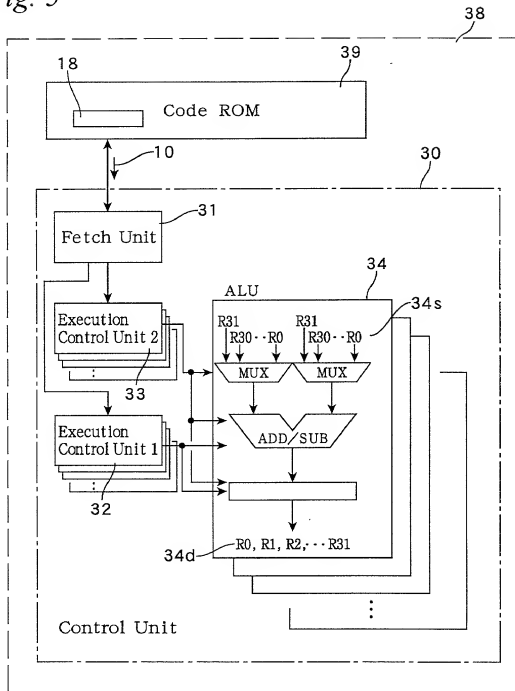 ig. 5
38
39
18
Code ROM
10
30
31
Fetch Unit
34
ALU
34s
R31
R30··R0
R31
R30··R0
Execution
Control Unit 2
MUX
MUX
33
ADD/SUB
Execution
Control Unit 1
32
34d
R0, R1, R2,···R31
Control Unit